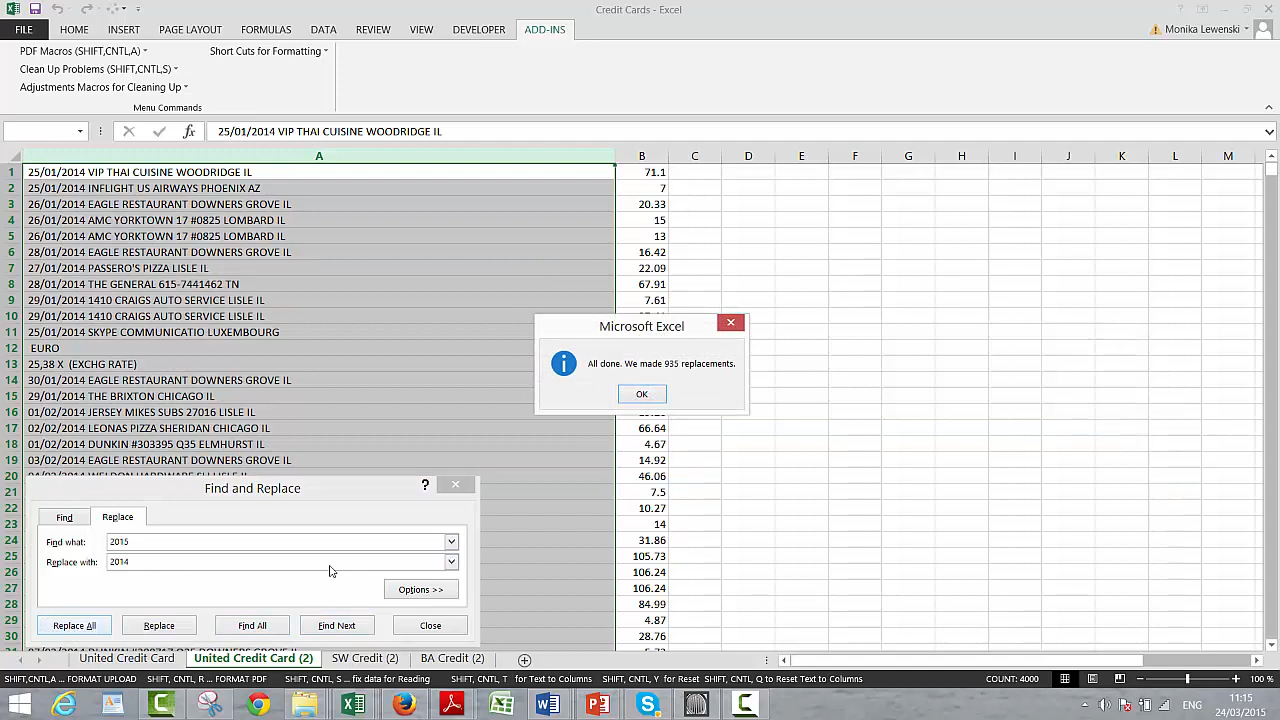 Credit Cards - Excel
FILE HOME INSERT PAGE LAYOUT FORMULAS DATA REVIEW VIEW DEVELOPER ADD-INS Monika Lewenski
PDF Macros (SHIFT,CNTL,A) Short Cuts for Formatting
Clean Up Problems (SHIFT,CNTL,S)
Adjustments Macros for Cleaning Up
Menu Commands
fx 25/01/2014 VIP THAI CUISINE WOODRIDGE IL
A B C D E F G H I J K L M
1 25/01/2014 VIP THAI CUISINE WOODRIDGE IL 71.1
2 25/01/2014 INFLIGHT US AIRWAYS PHOENIX AZ 7
3 26/01/2014 EAGLE RESTAURANT DOWNERS GROVE IL 20.33
4 26/01/2014 AMC YORKTOWN 17 #0825 LOMBARD IL 15
5 26/01/2014 AMC YORKTOWN 17 #0825 LOMBARD IL 13
6 28/01/2014 EAGLE RESTAURANT DOWNERS GROVE IL 16.42
7 27/01/2014 PASSERO'S PIZZA LISLE IL 22.09
8 28/01/2014 THE GENERAL 615-7441462 TN 67.91
9 29/01/2014 1410 CRAIGS AUTO SERVICE LISLE IL 7.61
10 29/01/2014 1410 CRAIGS AUTO SERVICE LISLE IL
11 25/01/2014 SKYPE COMMUNICATIO LUXEMBOURG
12 EURO
13 25,38 X (EXCHG RATE)
14 30/01/2014 EAGLE RESTAURANT DOWNERS GROVE IL
15 29/01/2014 THE BRIXTON CHICAGO IL
16 01/02/2014 JERSEY MIKES SUBS 27016 LISLE IL
17 02/02/2014 LEONAS PIZZA SHERIDAN CHICAGO IL 66.64
18 01/02/2014 DUNKIN #303395 Q35 ELMHURST IL 4.67
19 03/02/2014 EAGLE RESTAURANT DOWNERS GROVE IL 14.92
20 46.06
21 7.5
22 10.27
23 14
24 31.86
25 105.73
26 106.24
27 106.24
28 84.99
29 4.87
30 28.76
Microsoft Excel
All done. We made 935 replacements.
OK
Find and Replace ?
Find Replace
Find what: 2015
Replace with: 2014
Options >>
Replace All Replace Find All Find Next Close
United Credit Card United Credit Card (2) SW Credit (2) BA Credit (2)
SHIFT,CNTL,A ... FORMAT UPLOAD SHIFT, CNTL, R ... FORMAT PDF SHIFT, CNTL, S ... fix data for Reading SHIFT, CNTL, T for Text to Columns SHIFT, CNTL, Y for Reset SHIFT, CNTL, Q to Reset Text to Columns COUNT: 4000 100 %
ENG 11:15
24/03/2015